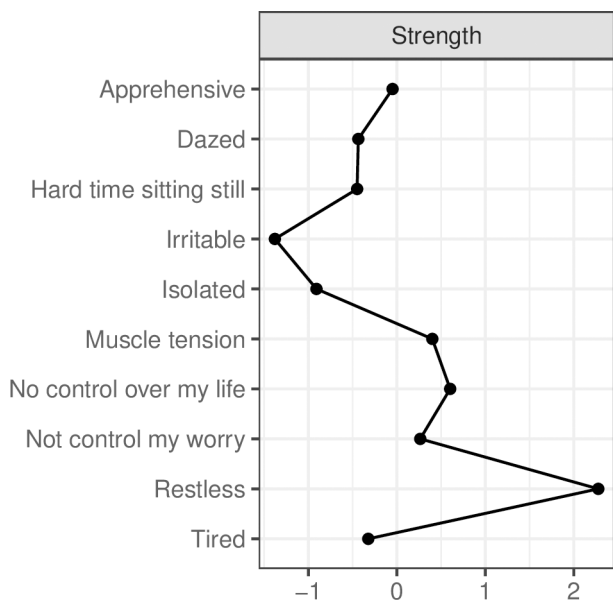 Strength
Apprehensive
Dazed
Hard time sitting still
Irritable
Isolated
Muscle tension
No control over my life
Not control my worry
Restless
Tired
−1 0 1 2